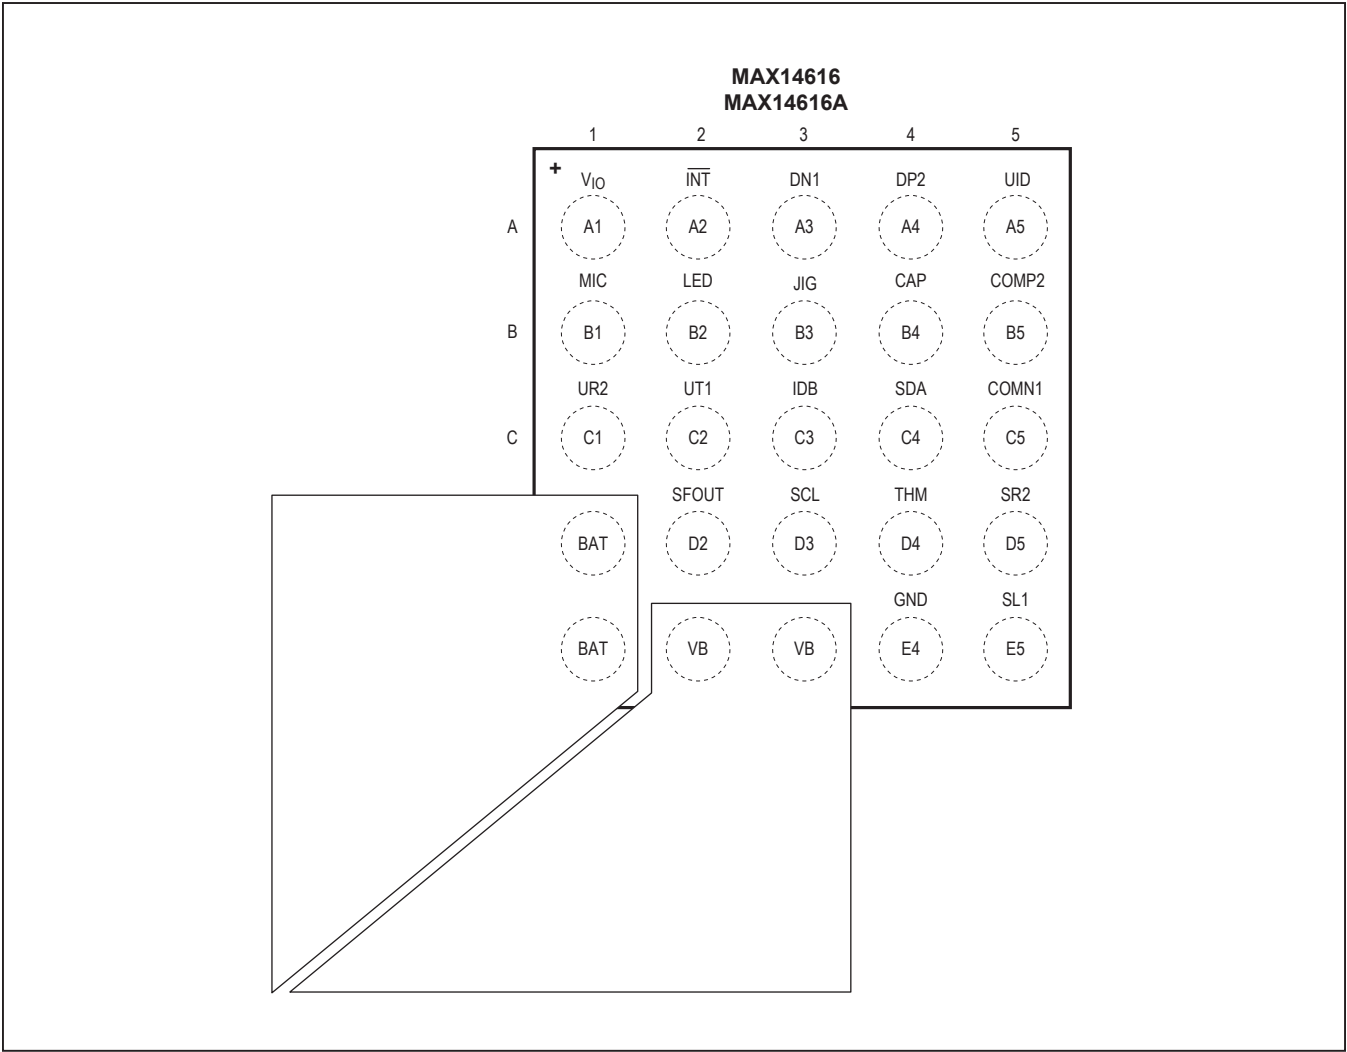 MAX14616
MAX14616A
1 2 3 4 5
+
VIO INT DN1 DP2 UID
A A1 A2 A3 A4 A5
MIC LED JIG CAP COMP2
B B1 B2 B3 B4 B5
UR2 UT1 IDB SDA COMN1
C C1 C2 C3 C4 C5
SFOUT SCL THM SR2
BAT D2 D3 D4 D5
GND SL1
BAT VB VB E4 E5